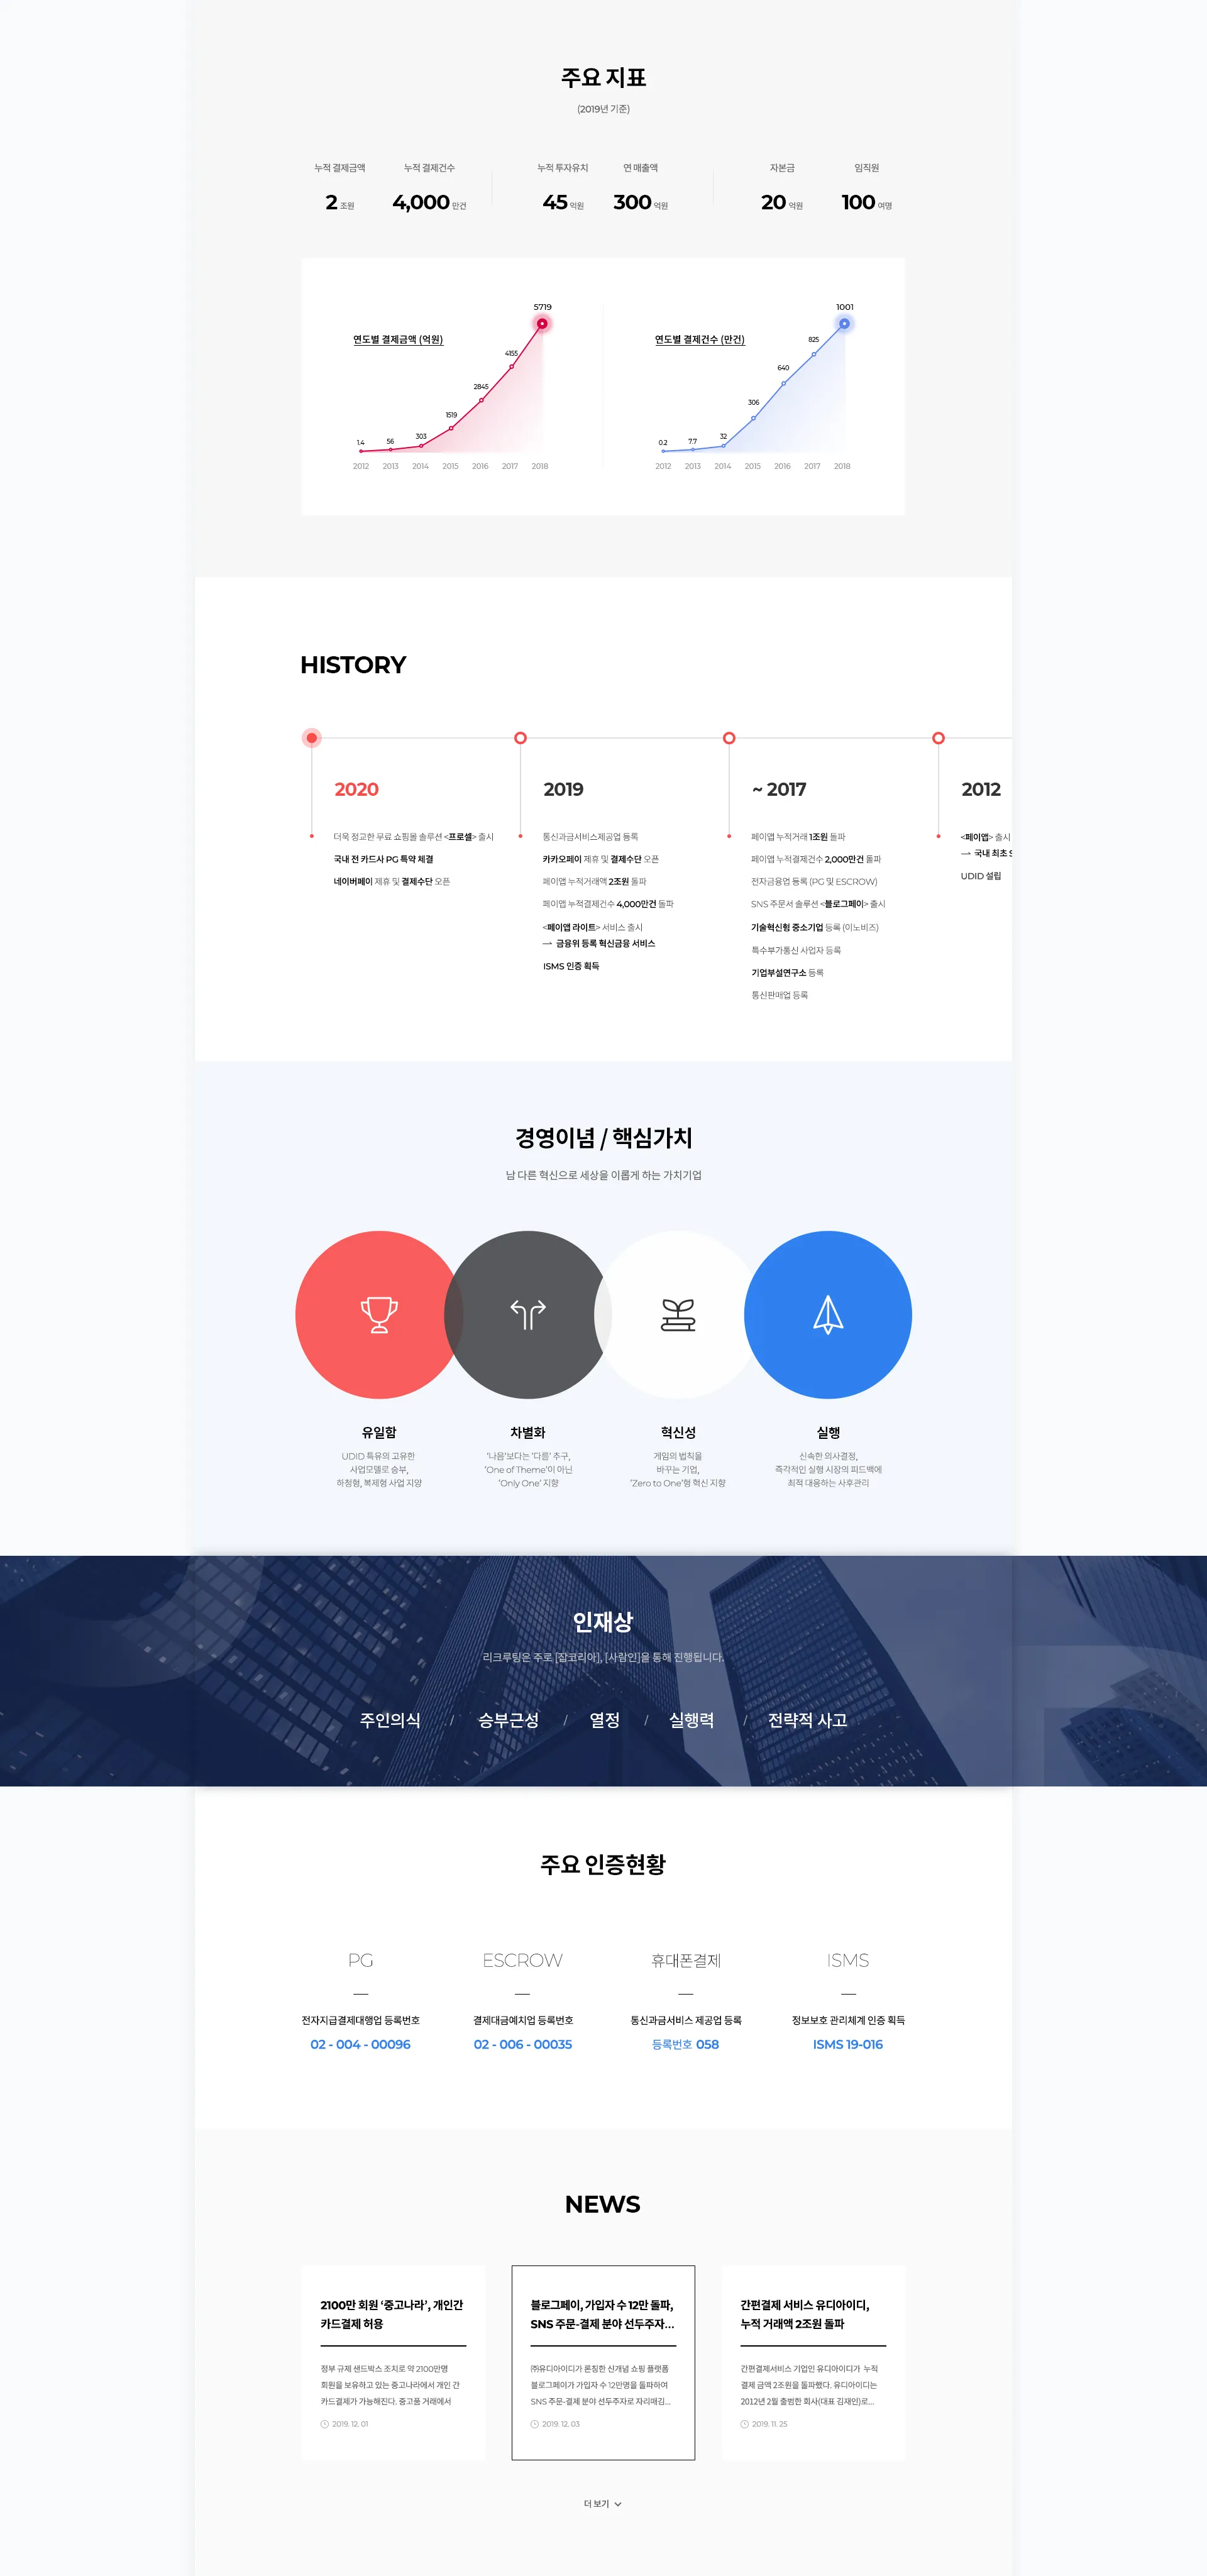 주요 지표
(2019년 기준)
누적 결제금액
2 조원
누적 결제건수
4,000 만건
누적 투자유치
45 억원
연 매출액
300 억원
자본금
20 억원
임직원
100 여명
연도별 결제금액 (억원)
1.4
56
303
1519
2845
4155
5719
2012 2013 2014 2015 2016 2017 2018
연도별 결제건수 (만건)
0.2
7.7
32
306
640
825
1001
2012 2013 2014 2015 2016 2017 2018
HISTORY
2020
더욱 정교한 무료 쇼핑몰 솔루션 <프로셀> 출시
국내 전 카드사 PG 특약 체결
네이버페이 제휴 및 결제수단 오픈
2019
통신과금서비스제공업 등록
카카오페이 제휴 및 결제수단 오픈
페이앱 누적거래액 2조원 돌파
페이앱 누적결제건수 4,000만건 돌파
<페이앱 라이트> 서비스 출시
→ 금융위 등록 혁신금융 서비스
ISMS 인증 획득
~ 2017
페이앱 누적거래 1조원 돌파
페이앱 누적결제건수 2,000만건 돌파
전자금융업 등록 (PG 및 ESCROW)
SNS 주문서 솔루션 <블로그페이> 출시
기술혁신형 중소기업 등록 (이노비즈)
특수부가통신 사업자 등록
기업부설연구소 등록
통신판매업 등록
2012
<페이앱> 출시
→ 국내 최초
UDID 설립
경영이념 / 핵심가치
남 다른 혁신으로 세상을 이롭게 하는 가치기업
유일함
UDID 특유의 고유한
사업모델로 승부,
하청형, 복제형 사업 지양
차별화
‘나음’보다는 ‘다름’ 추구,
‘One of Theme’이 아닌
‘Only One’ 지향
혁신성
게임의 법칙을
바꾸는 기업,
‘Zero to One’형 혁신 지향
실행
신속한 의사결정,
즉각적인 실행 시장의 피드백에
최적 대응하는 사후관리
인재상
리크루팅은 주로 [잡코리아], [사람인]을 통해 진행됩니다.
주인의식 / 승부근성 / 열정 / 실행력 / 전략적 사고
주요 인증현황
PG
전자지급결제대행업 등록번호
02 - 004 - 00096
ESCROW
결제대금예치업 등록번호
02 - 006 - 00035
휴대폰결제
통신과금서비스 제공업 등록
등록번호 058
ISMS
정보보호 관리체계 인증 획득
ISMS 19-016
NEWS
2100만 회원 ‘중고나라’, 개인간
카드결제 허용
정부 규제 샌드박스 조치로 약 2100만명
회원을 보유하고 있는 중고나라에서 개인 간
카드결제가 가능해진다. 중고품 거래에서
2019. 12. 01
블로그페이, 가입자 수 12만 돌파,
SNS 주문-결제 분야 선두주자...
㈜유디아이디가 론칭한 신개념 쇼핑 플랫폼
블로그페이가 가입자 수 12만명을 돌파하여
SNS 주문-결제 분야 선두주자로 자리매김...
2019. 12. 03
간편결제 서비스 유디아이디,
누적 거래액 2조원 돌파
간편결제서비스 기업인 유디아이디가 누적
결제 금액 2조원을 돌파했다. 유디아이디는
2012년 2월 출범한 회사(대표 김재민)로...
2019. 11. 25
더 보기